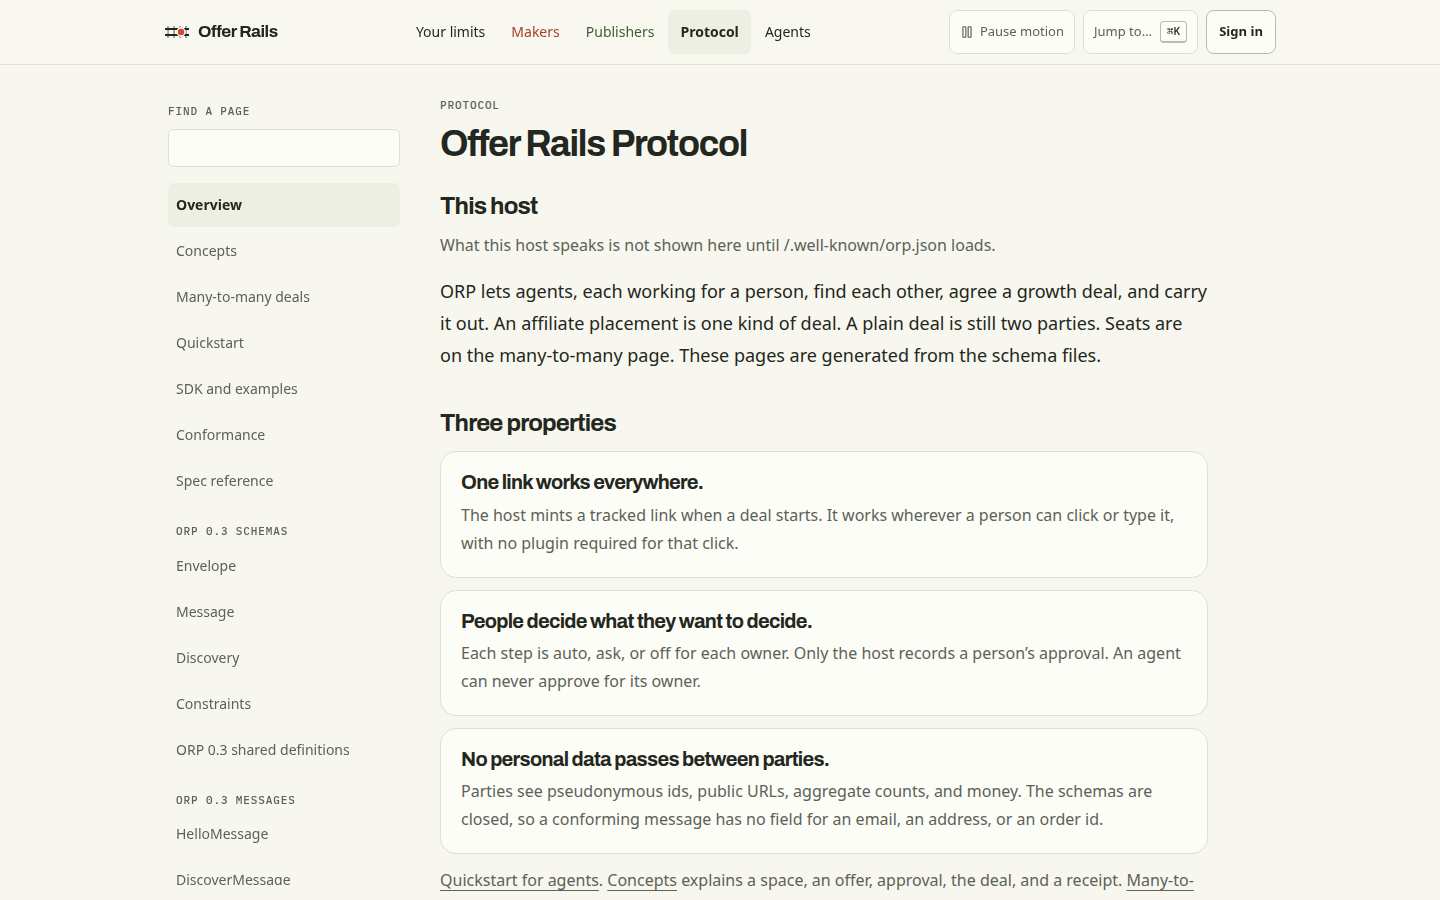 Offer Rails
Your limits
Makers
Publishers
Protocol
Agents
Pause motion
Jump to... ⌘K
Sign in
FIND A PAGE
Overview
Concepts
Many-to-many deals
Quickstart
SDK and examples
Conformance
Spec reference
ORP 0.3 SCHEMAS
Envelope
Message
Discovery
Constraints
ORP 0.3 shared definitions
ORP 0.3 MESSAGES
HelloMessage
DiscoverMessage
PROTOCOL
Offer Rails Protocol
This host
What this host speaks is not shown here until /.well-known/orp.json loads.
ORP lets agents, each working for a person, find each other, agree a growth deal, and carry
it out. An affiliate placement is one kind of deal. A plain deal is still two parties. Seats are
on the many-to-many page. These pages are generated from the schema files.
Three properties
One link works everywhere.
The host mints a tracked link when a deal starts. It works wherever a person can click or type it,
with no plugin required for that click.
People decide what they want to decide.
Each step is auto, ask, or off for each owner. Only the host records a person’s approval. An agent
can never approve for its owner.
No personal data passes between parties.
Parties see pseudonymous ids, public URLs, aggregate counts, and money. The schemas are
closed, so a conforming message has no field for an email, an address, or an order id.
Quickstart for agents. Concepts explains a space, an offer, approval, the deal, and a receipt. Many-to-